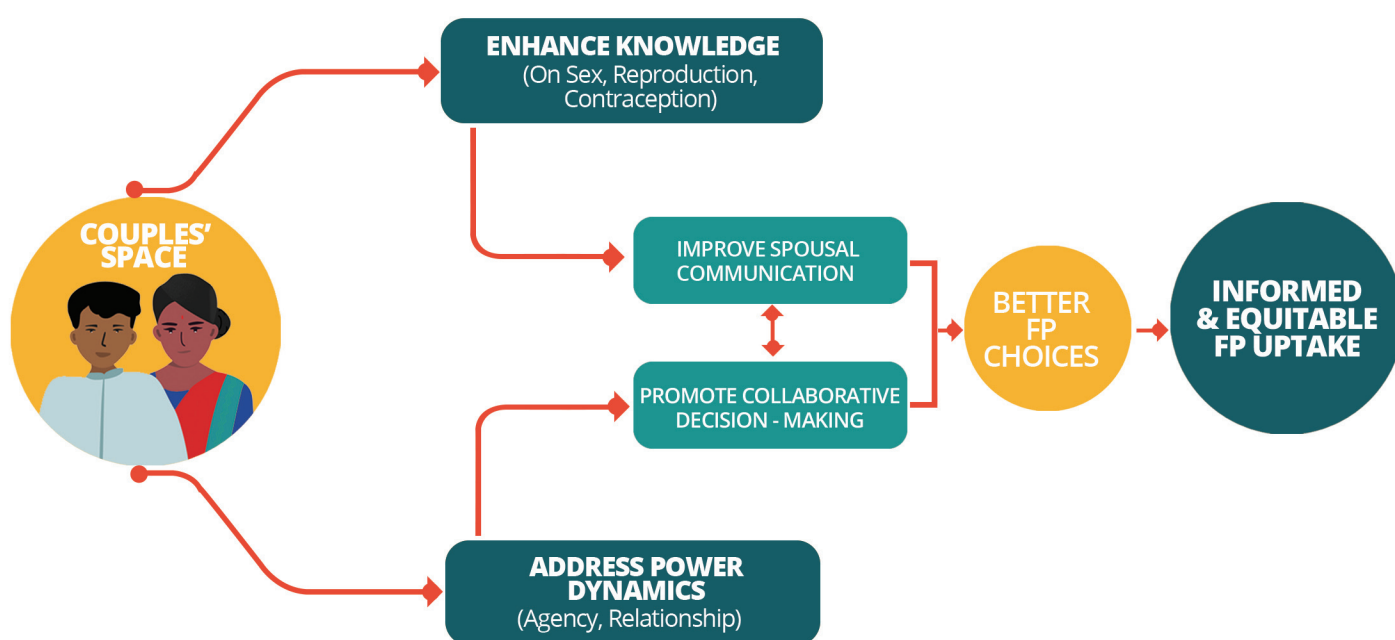 ENHANCE KNOWLEDGE
(On Sex, Reproduction,
Contraception)
COUPLES'
SPACE
IMPROVE SPOUSAL
COMMUNICATION
PROMOTE COLLABORATIVE
DECISION - MAKING
BETTER
FP
CHOICES
INFORMED
& EQUITABLE
FP UPTAKE
ADDRESS POWER
DYNAMICS
(Agency, Relationship)